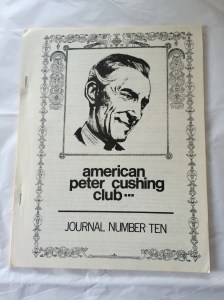 american
peter cushing
club•••
JOURNAL NUMBER TEN